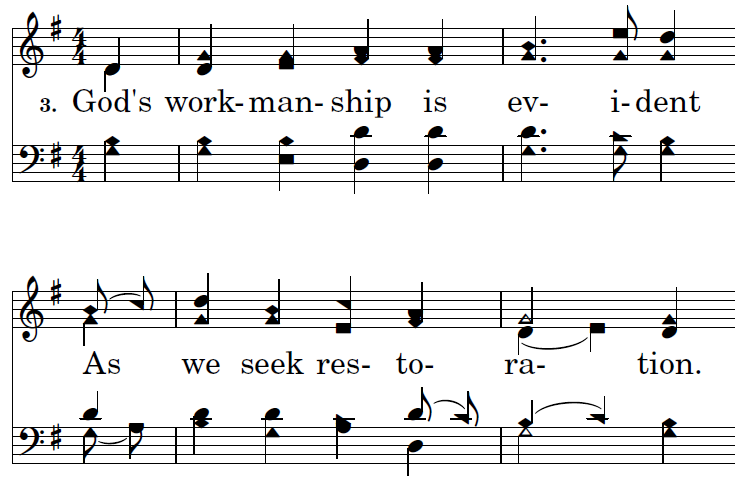 3. God's work- man- ship is ev- i- dent
As we seek res- to- ra- tion.